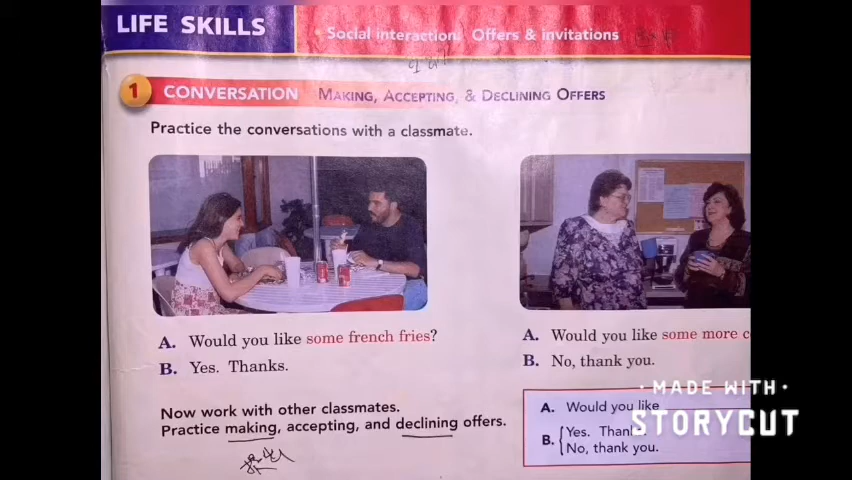 LIFE SKILLS
• Social interaction: Offers & invitations
1 CONVERSATION MAKING, ACCEPTING, & DECLINING OFFERS
Practice the conversations with a classmate.
A. Would you like some french fries?
B. Yes. Thanks.
A. Would you like some more
B. No, thank you.
Now work with other classmates.
Practice making, accepting, and declining offers.
A. Would you like
B. Yes. Thanks.
No, thank you.
• MADE WITH •
STORYCUT